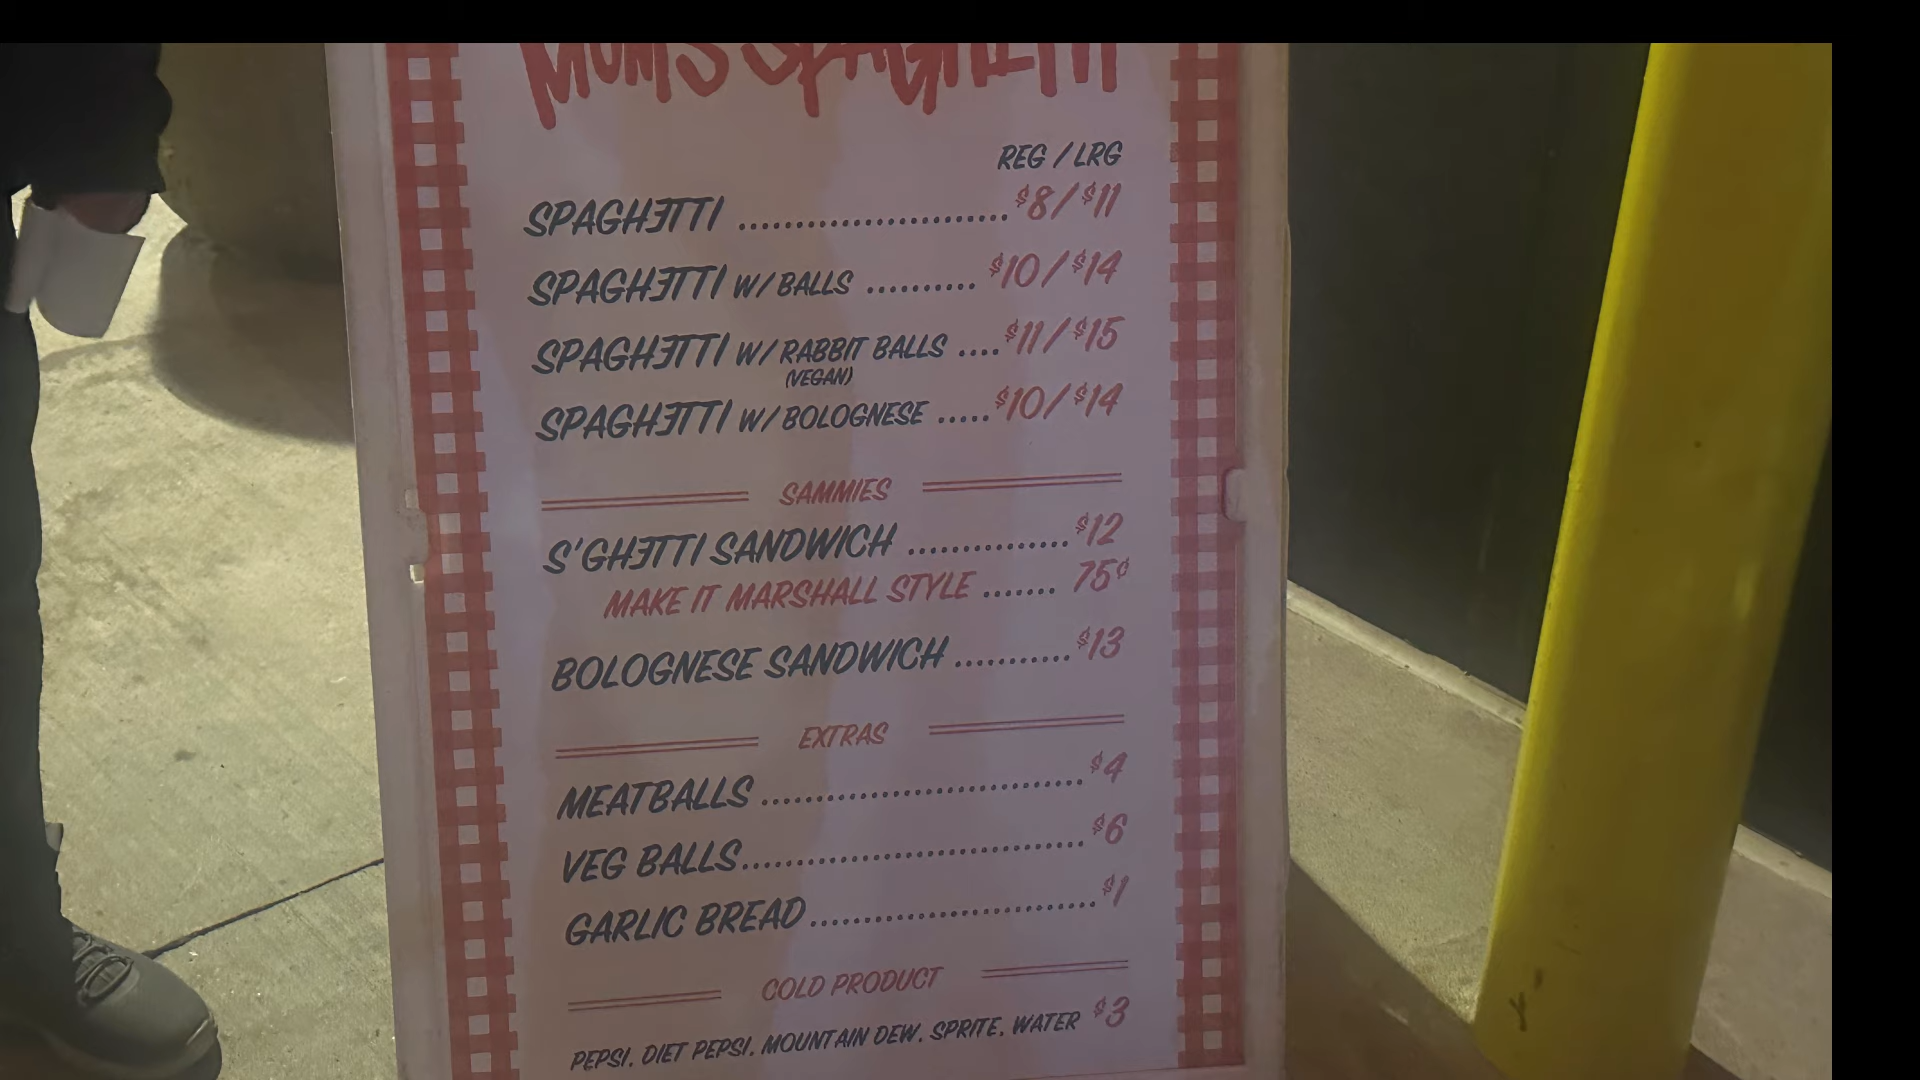 MOM'S SPAGHETTI
REG / LRG
SPAGHETTI ........................ $8/$11
SPAGHETTI W/ BALLS .......... $10/$14
SPAGHETTI W/ RABBIT BALLS .... $11/$15
(VEGAN)
SPAGHETTI W/ BOLOGNESE ..... $10/$14
SAMMIES
S'GHETTI SANDWICH ............... $12
MAKE IT MARSHALL STYLE ....... 75¢
BOLOGNESE SANDWICH ........... $13
EXTRAS
MEATBALLS ............................. $4
VEG BALLS ............................... $6
GARLIC BREAD .......................... $1
COLD PRODUCT
PEPSI, DIET PEPSI, MOUNTAIN DEW, SPRITE, WATER $3